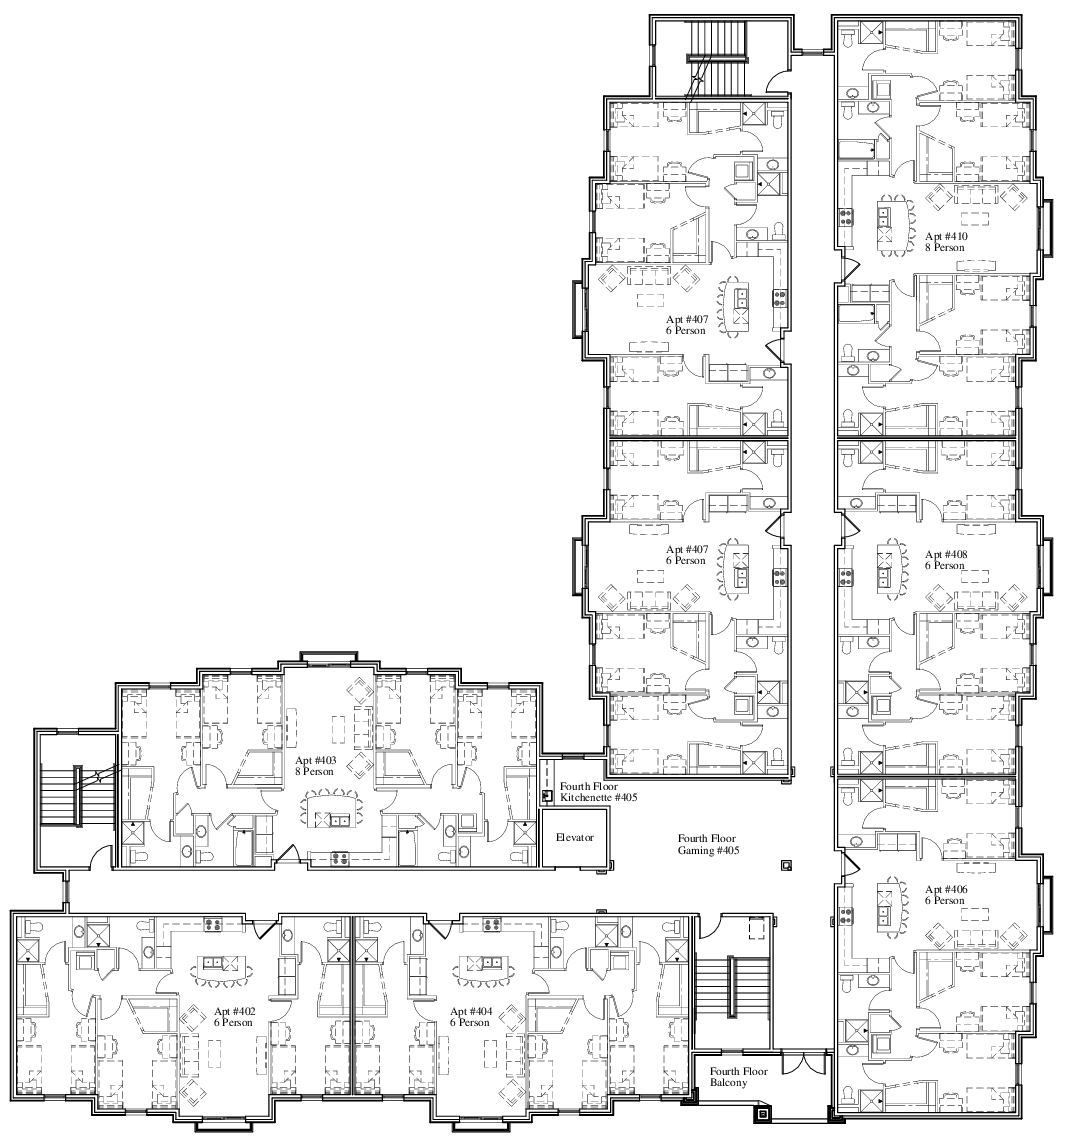 Apt #410
8 Person
Apt #407
6 Person
Apt #407
6 Person
Apt #408
6 Person
Apt #403
8 Person
Fourth Floor
Kitchenette #405
Elevator
Fourth Floor
Gaming #405
Apt #406
6 Person
Apt #402
6 Person
Apt #404
6 Person
Fourth Floor
Balcony